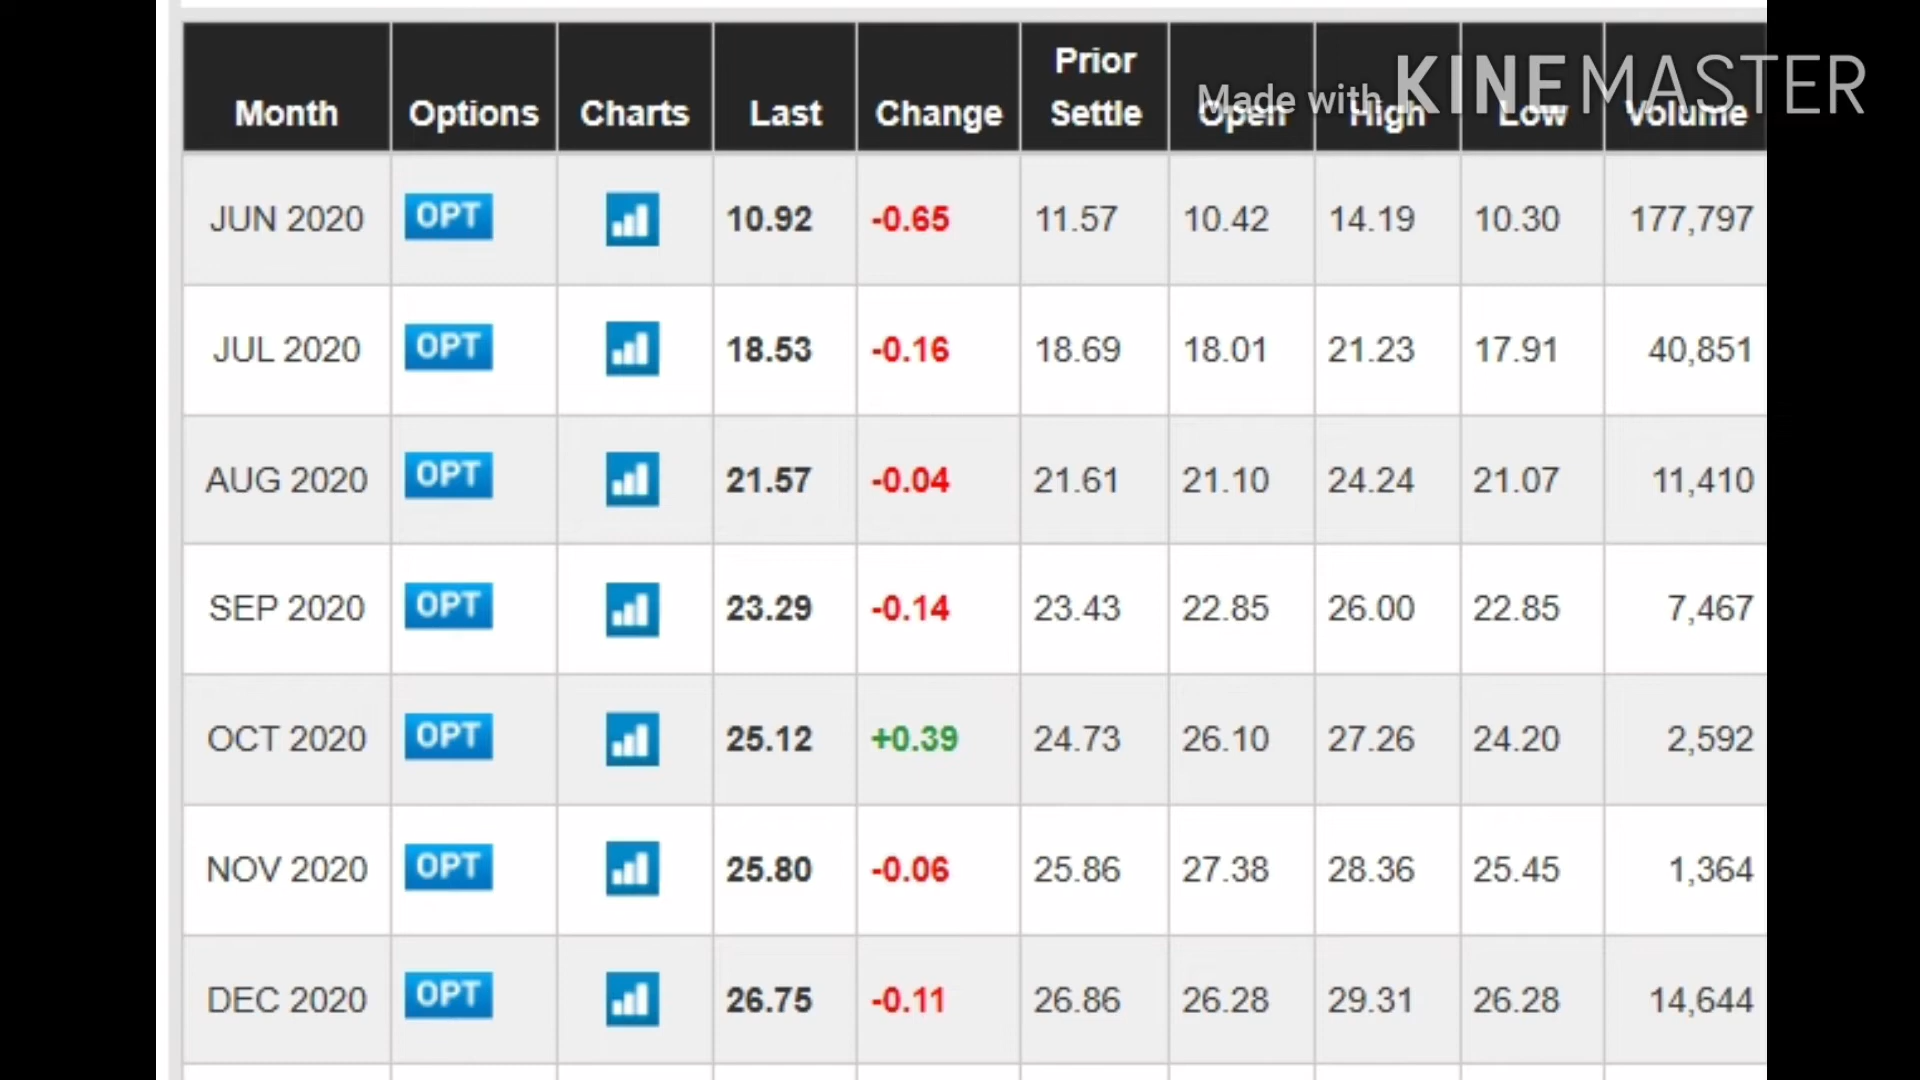 Made with KINEMASTER
Month Options Charts Last Change Prior Settle Open High Low Volume
JUN 2020 OPT 10.92 -0.65 11.57 10.42 14.19 10.30 177,797
JUL 2020 OPT 18.53 -0.16 18.69 18.01 21.23 17.91 40,851
AUG 2020 OPT 21.57 -0.04 21.61 21.10 24.24 21.07 11,410
SEP 2020 OPT 23.29 -0.14 23.43 22.85 26.00 22.85 7,467
OCT 2020 OPT 25.12 +0.39 24.73 26.10 27.26 24.20 2,592
NOV 2020 OPT 25.80 -0.06 25.86 27.38 28.36 25.45 1,364
DEC 2020 OPT 26.75 -0.11 26.86 26.28 29.31 26.28 14,644